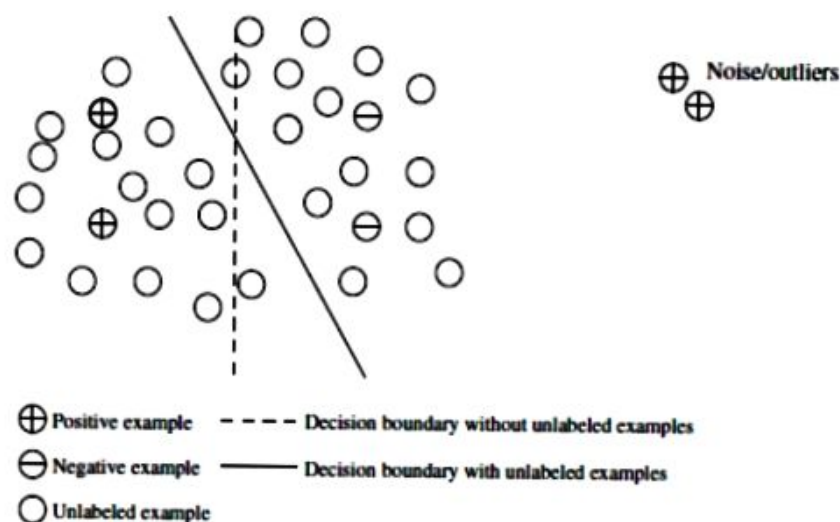 Noise/outliers
Positive example
Decision boundary without unlabeled examples
Negative example
Decision boundary with unlabeled examples
Unlabeled example